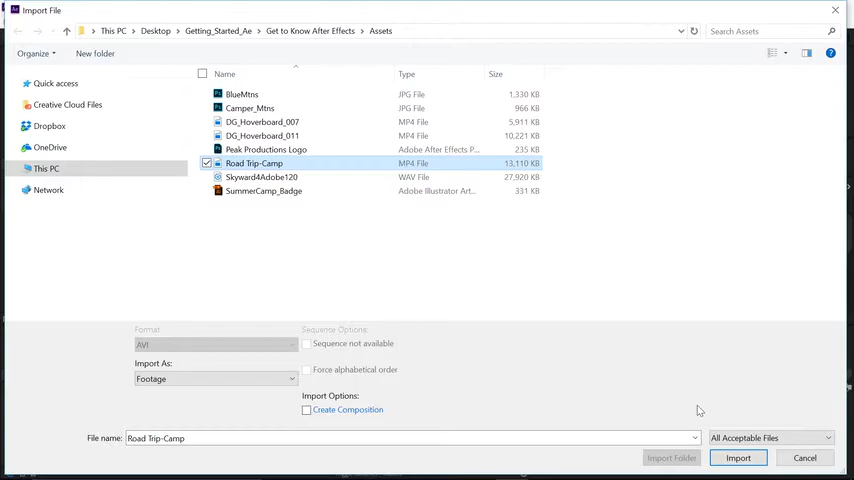 Ae Import File
This PC > Desktop > Getting_Started_Ae > Get to Know After Effects > Assets
Search Assets
Organize New folder
Name Type Size
Quick access
Creative Cloud Files
Dropbox
OneDrive
This PC
Network
BlueMtns JPG File 1,330 KB
Camper_Mtns JPG File 966 KB
DG_Hoverboard_007 MP4 File 5,911 KB
DG_Hoverboard_011 MP4 File 10,221 KB
Peak Productions Logo Adobe After Effects P... 235 KB
Road Trip-Camp MP4 File 13,110 KB
Skyward4Adobe120 WAV File 27,920 KB
SummerCamp_Badge Adobe Illustrator Art... 331 KB
Format
AVI
Import As:
Footage
Sequence Options:
Sequence not available
Force alphabetical order
Import Options:
Create Composition
File name: Road Trip-Camp All Acceptable Files
Import Folder Import Cancel